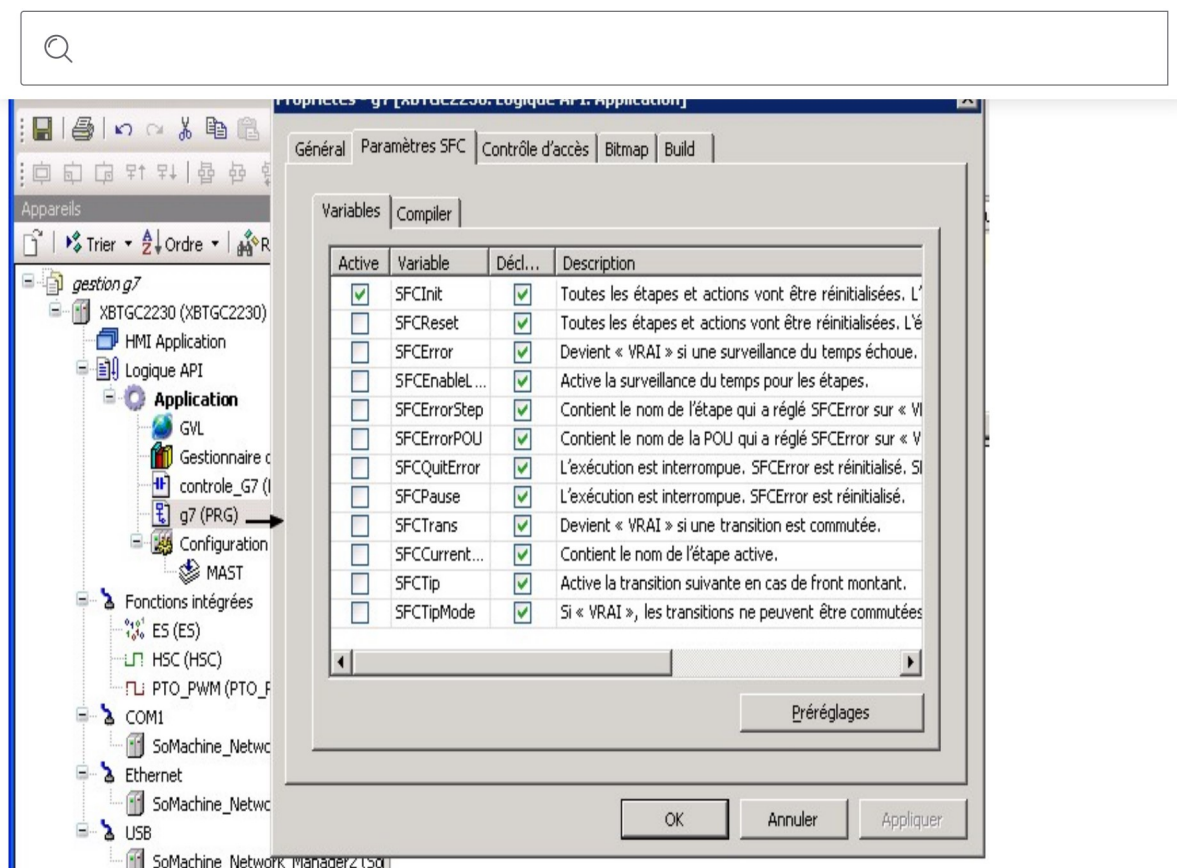 Propriétés - g7 [XBTGC2230: Logique API: Application]
Général Paramètres SFC Contrôle d'accès Bitmap Build
Appareils
Variables Compiler
Trier Ordre R
Active Variable Décl... Description
gestion g7
SFCInit Toutes les étapes et actions vont être réinitialisées. L'
XBTGC2230 (XBTGC2230)
SFCReset Toutes les étapes et actions vont être réinitialisées. L'é
HMI Application
SFCError Devient « VRAI » si une surveillance du temps échoue.
Logique API
SFCEnableL... Active la surveillance du temps pour les étapes.
Application
SFCErrorStep Contient le nom de l'étape qui a réglé SFCError sur « VI
GVL
SFCErrorPOU Contient le nom de la POU qui a réglé SFCError sur « V
Gestionnaire d
SFCQuitError L'exécution est interrompue. SFCError est réinitialisé. SI
controle_G7 (I
SFCPause L'exécution est interrompue. SFCError est réinitialisé.
g7 (PRG)
SFCTrans Devient « VRAI » si une transition est commutée.
Configuration
SFCCurrent... Contient le nom de l'étape active.
MAST
SFCTip Active la transition suivante en cas de front montant.
Fonctions intégrées
SFCTipMode Si « VRAI », les transitions ne peuvent être commutées
ES (ES)
HSC (HSC)
PTO_PWM (PTO_F
Préréglages
COM1
SoMachine_Netwo
Ethernet
SoMachine_Netwo
OK Annuler Appliquer
USB
SoMachine_Network_Manager2 (So